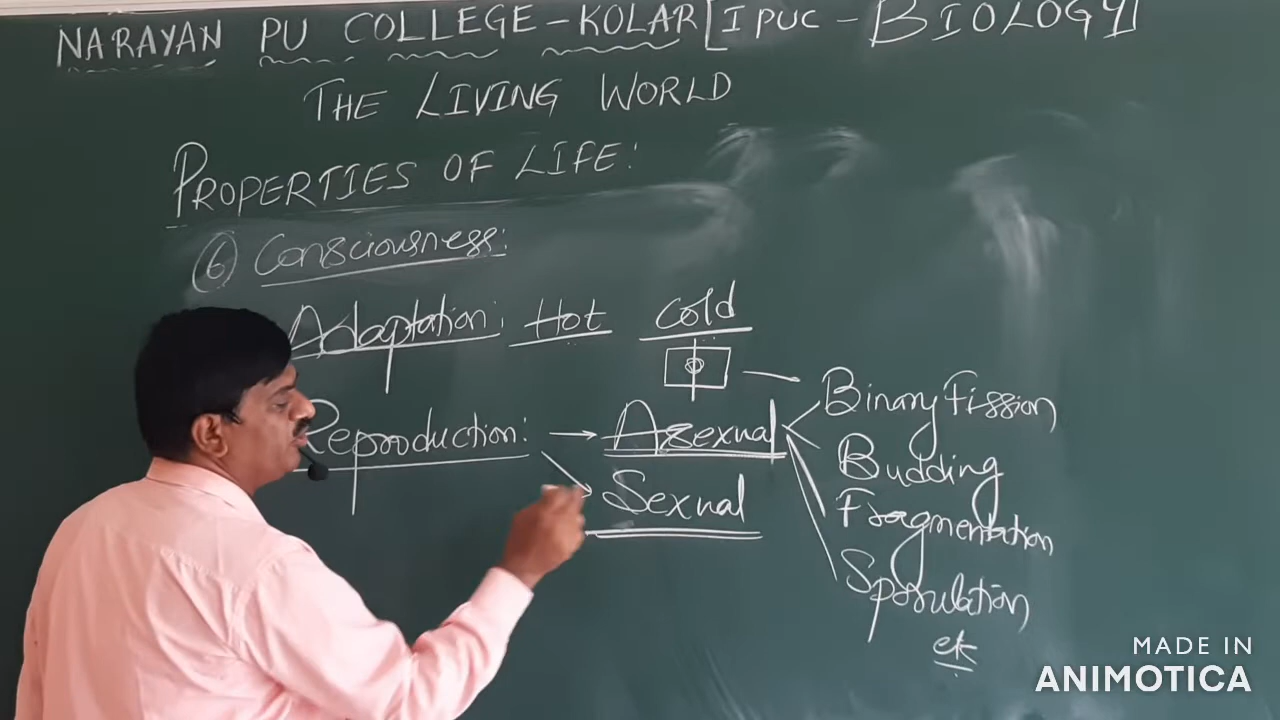 NARAYAN PU COLLEGE - KOLAR [I PUC - BIOLOGY]
THE LIVING WORLD
PROPERTIES OF LIFE:
6 Consciousness:
Adaptation: Hot Cold
Reproduction: → Asexual
Sexual
Binary Fission
Budding
Fragmentation
Sporulation
etc
MADE IN
ANIMOTICA